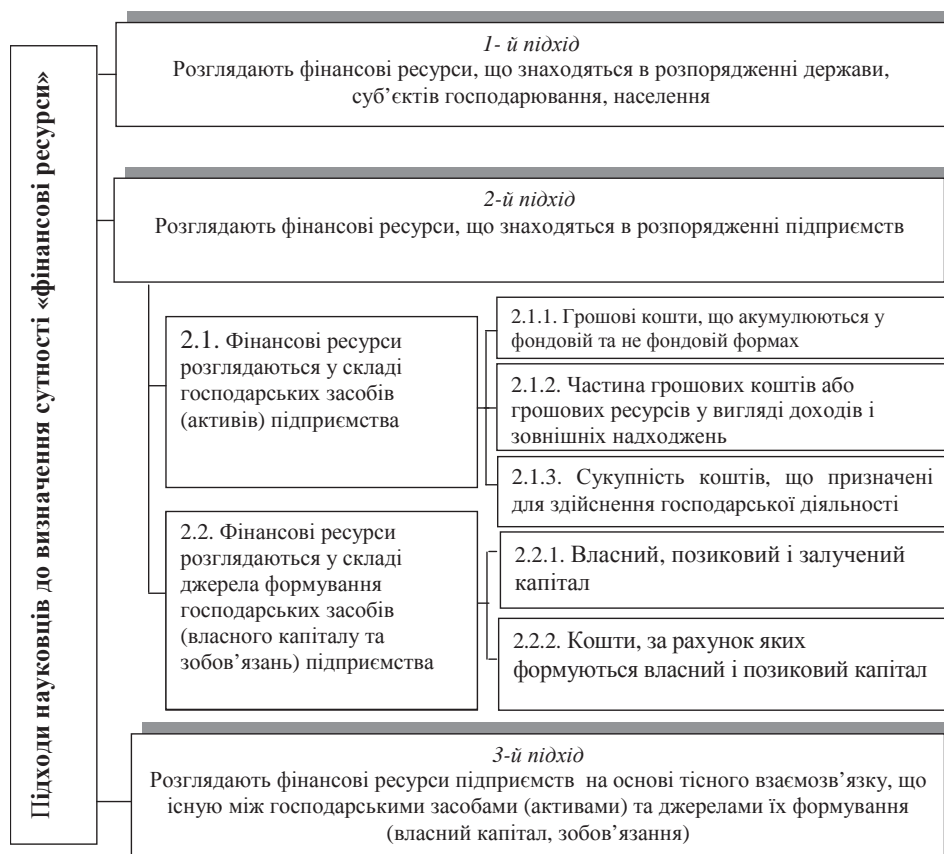 Підходи науковців до визначення сутності «фінансові ресурси»
1- й підхід
Розглядають фінансові ресурси, що знаходяться в розпорядженні держави,
суб’єктів господарювання, населення
2-й підхід
Розглядають фінансові ресурси, що знаходяться в розпорядженні підприємств
2.1. Фінансові ресурси
розглядаються у складі
господарських засобів
(активів) підприємства
2.1.1. Грошові кошти, що акумулюються у
фондовій та не фондовій формах
2.1.2. Частина грошових коштів або
грошових ресурсів у вигляді доходів і
зовнішніх надходжень
2.1.3. Сукупність коштів, що призначені
для здійснення господарської діяльності
2.2. Фінансові ресурси
розглядаються у складі
джерела формування
господарських засобів
(власного капіталу та
зобов’язань) підприємства
2.2.1. Власний, позиковий і залучений
капітал
2.2.2. Кошти, за рахунок яких
формуються власний і позиковий капітал
3-й підхід
Розглядають фінансові ресурси підприємств на основі тісного взаємозв’язку, що
існую між господарськими засобами (активами) та джерелами їх формування
(власний капітал, зобов’язання)